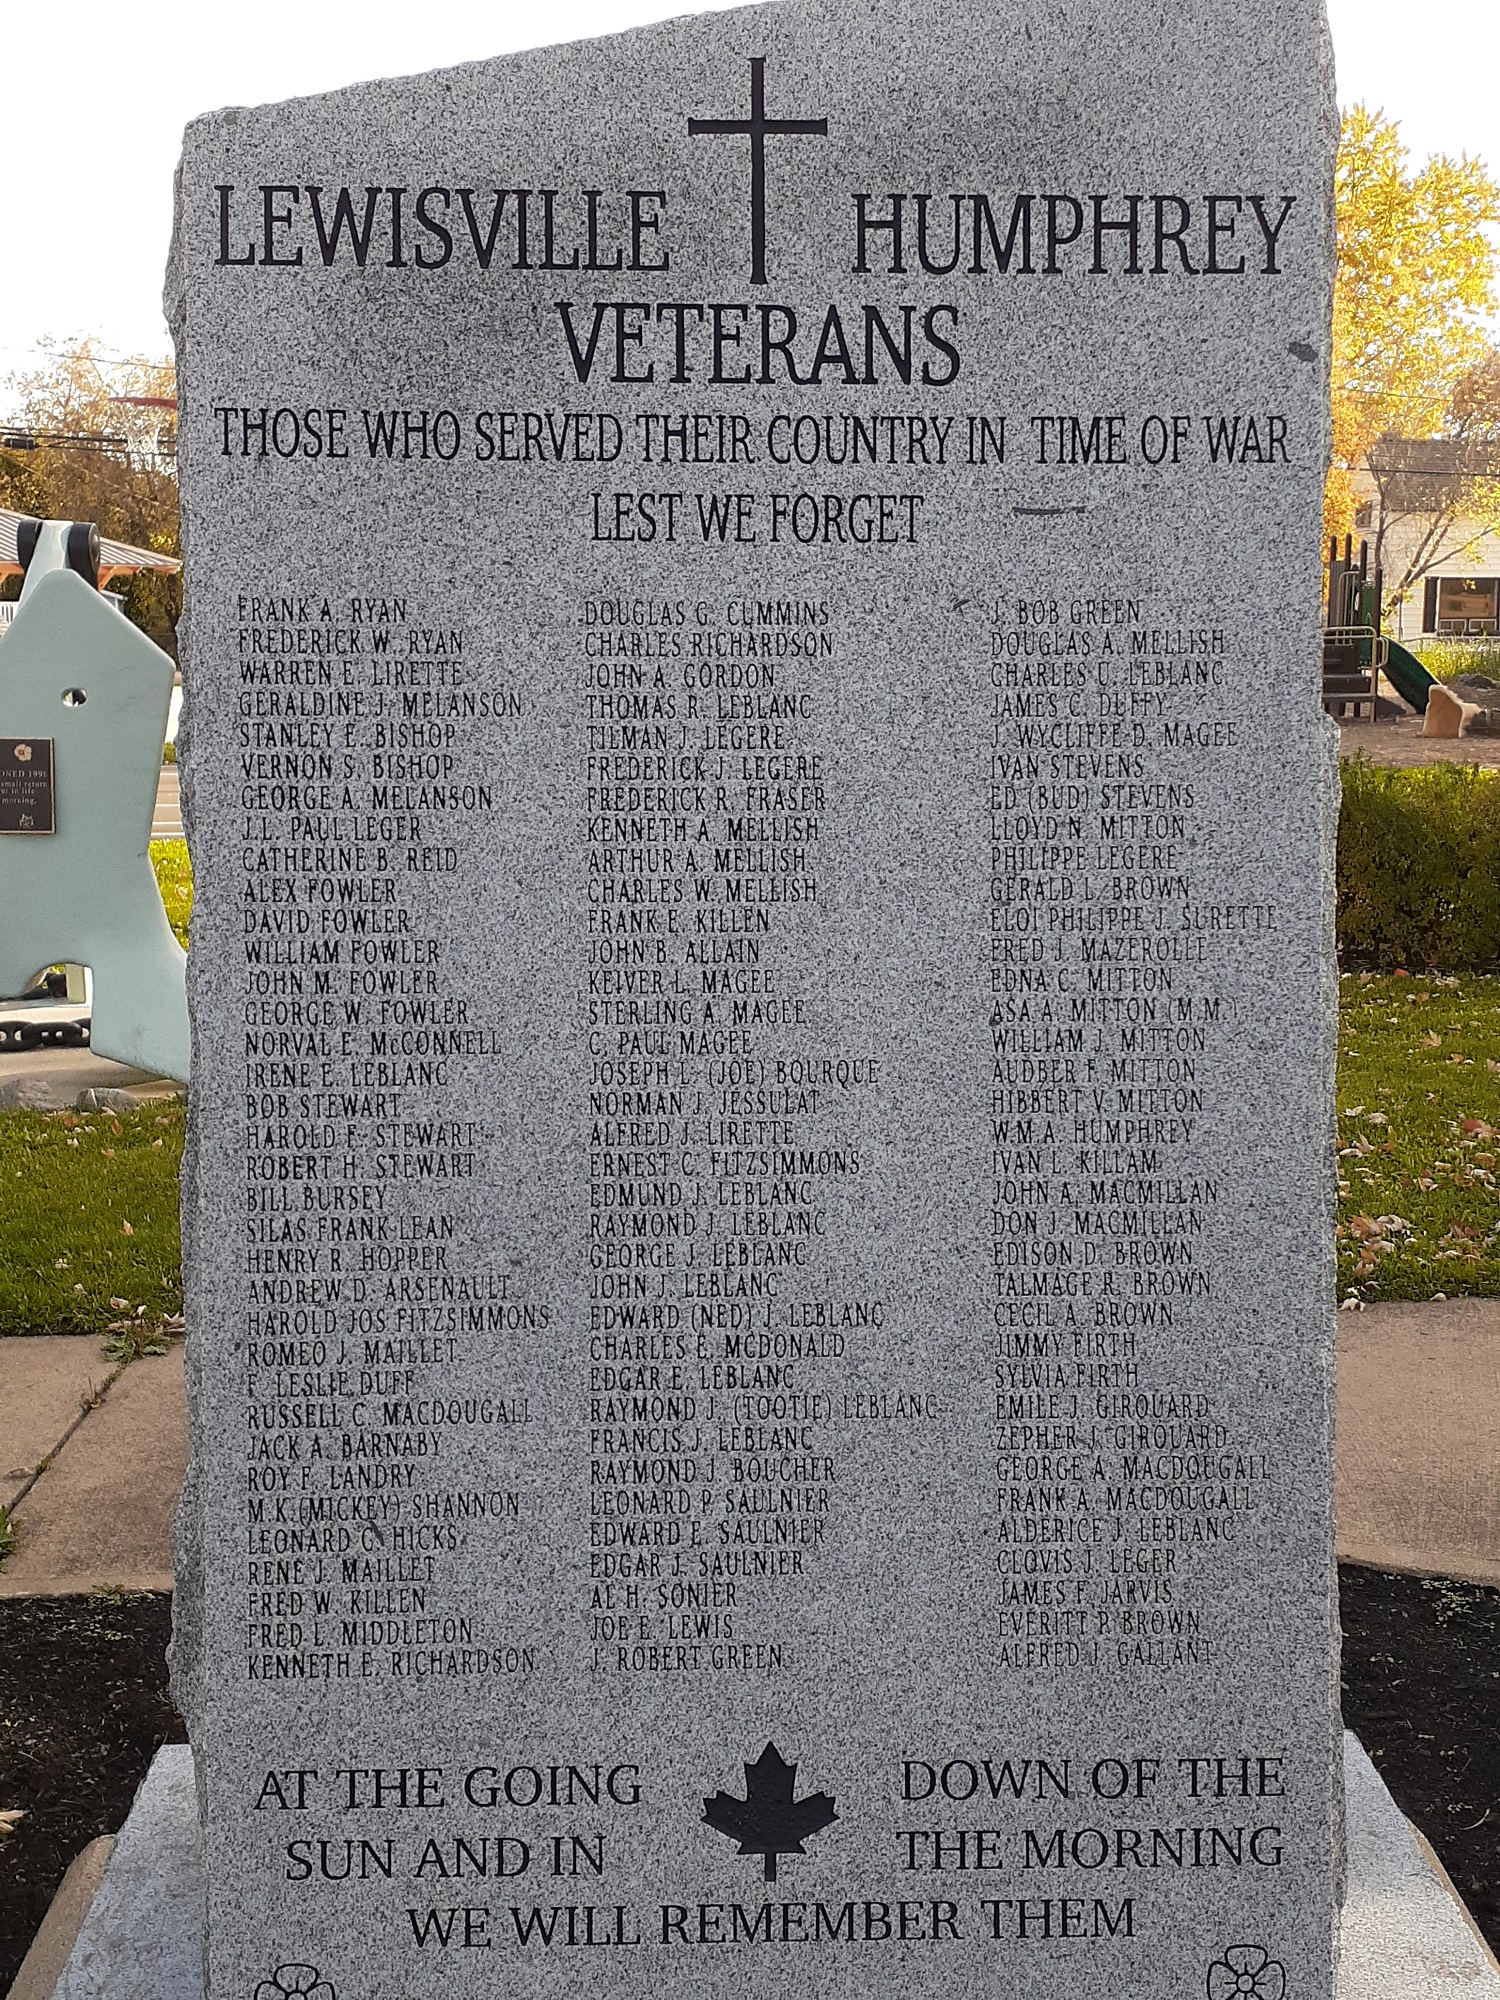 LEWISVILLE HUMPHREY
VETERANS
THOSE WHO SERVED THEIR COUNTRY IN TIME OF WAR
LEST WE FORGET
FRANK A. RYAN
FREDERICK W. RYAN
WARREN E. LIRETTE
GERALDINE J. MELANSON
STANLEY E. BISHOP
VERNON S. BISHOP
GEORGE A. MELANSON
J.L. PAUL LEGER
CATHERINE B. REID
ALEX FOWLER
DAVID FOWLER
WILLIAM FOWLER
JOHN M. FOWLER
GEORGE W. FOWLER
NORVAL E. McCONNELL
IRENE E. LEBLANC
BOB STEWART
HAROLD F. STEWART
ROBERT H. STEWART
BILL BURSEY
SILAS FRANK LEAN
HENRY R. HOPPER
ANDREW D. ARSENAULT
HAROLD JOS FITZSIMMONS
ROMEO J. MAILLET
F. LESLIE DUFF
RUSSELL C. MACDOUGALL
JACK A. BARNABY
ROY F. LANDRY
M.K.(MICKEY) SHANNON
LEONARD C. HICKS
RENE J. MAILLET
FRED W. KILLEN
FRED L. MIDDLETON
KENNETH E. RICHARDSON
DOUGLAS G. CUMMINS
CHARLES RICHARDSON
JOHN A. GORDON
THOMAS R. LEBLANC
TILMAN J. LEGERE
FREDERICK J. LEGERE
FREDERICK R. FRASER
KENNETH A. MELLISH
ARTHUR A. MELLISH
CHARLES W. MELLISH
FRANK E. KILLEN
JOHN B. ALLAIN
KEIVER L. MAGEE
STERLING A. MAGEE
C. PAUL MAGEE
JOSEPH L. (JOE) BOURQUE
NORMAN J. JESSULAT
ALFRED J. LIRETTE
ERNEST C. FITZSIMMONS
EDMUND J. LEBLANC
RAYMOND J. LEBLANC
GEORGE J. LEBLANC
JOHN J. LEBLANC
EDWARD (NED) J. LEBLANC
CHARLES E. MCDONALD
EDGAR E. LEBLANC
RAYMOND J. (TOOTIE) LEBLANC
FRANCIS J. LEBLANC
RAYMOND J. BOUCHER
LEONARD P. SAULNIER
EDWARD E. SAULNIER
EDGAR J. SAULNIER
AL H. SONIER
JOE E. LEWIS
J. ROBERT GREEN
J. BOB GREEN
DOUGLAS A. MELLISH
CHARLES U. LEBLANC
JAMES C. DUFFY
J. WYCLIFFE D. MAGEE
IVAN STEVENS
ED (BUD) STEVENS
LLOYD N. MITTON
PHILIPPE LEGERE
GERALD L. BROWN
ELOI PHILIPPE J. SURETTE
FRED J. MAZEROLLE
EDNA C. MITTON
ASA A. MITTON (M.M.)
WILLIAM J. MITTON
AUDBER F. MITTON
HIBBERT V. MITTON
W.M.A. HUMPHREY
IVAN L. KILLAM
JOHN A. MACMILLAN
DON J. MACMILLAN
EDISON D. BROWN
TALMAGE R. BROWN
CECIL A. BROWN
JIMMY FIRTH
SYLVIA FIRTH
EMILE J. GIROUARD
ZEPHER J. GIROUARD
GEORGE A. MACDOUGALL
FRANK A. MACDOUGALL
ALDERICE J. LEBLANC
CLOVIS J. LEGER
JAMES F. JARVIS
EVERITT P. BROWN
ALFRED J. GALLANT
AT THE GOING DOWN OF THE
SUN AND IN THE MORNING
WE WILL REMEMBER THEM
1998
small return
life
morning.